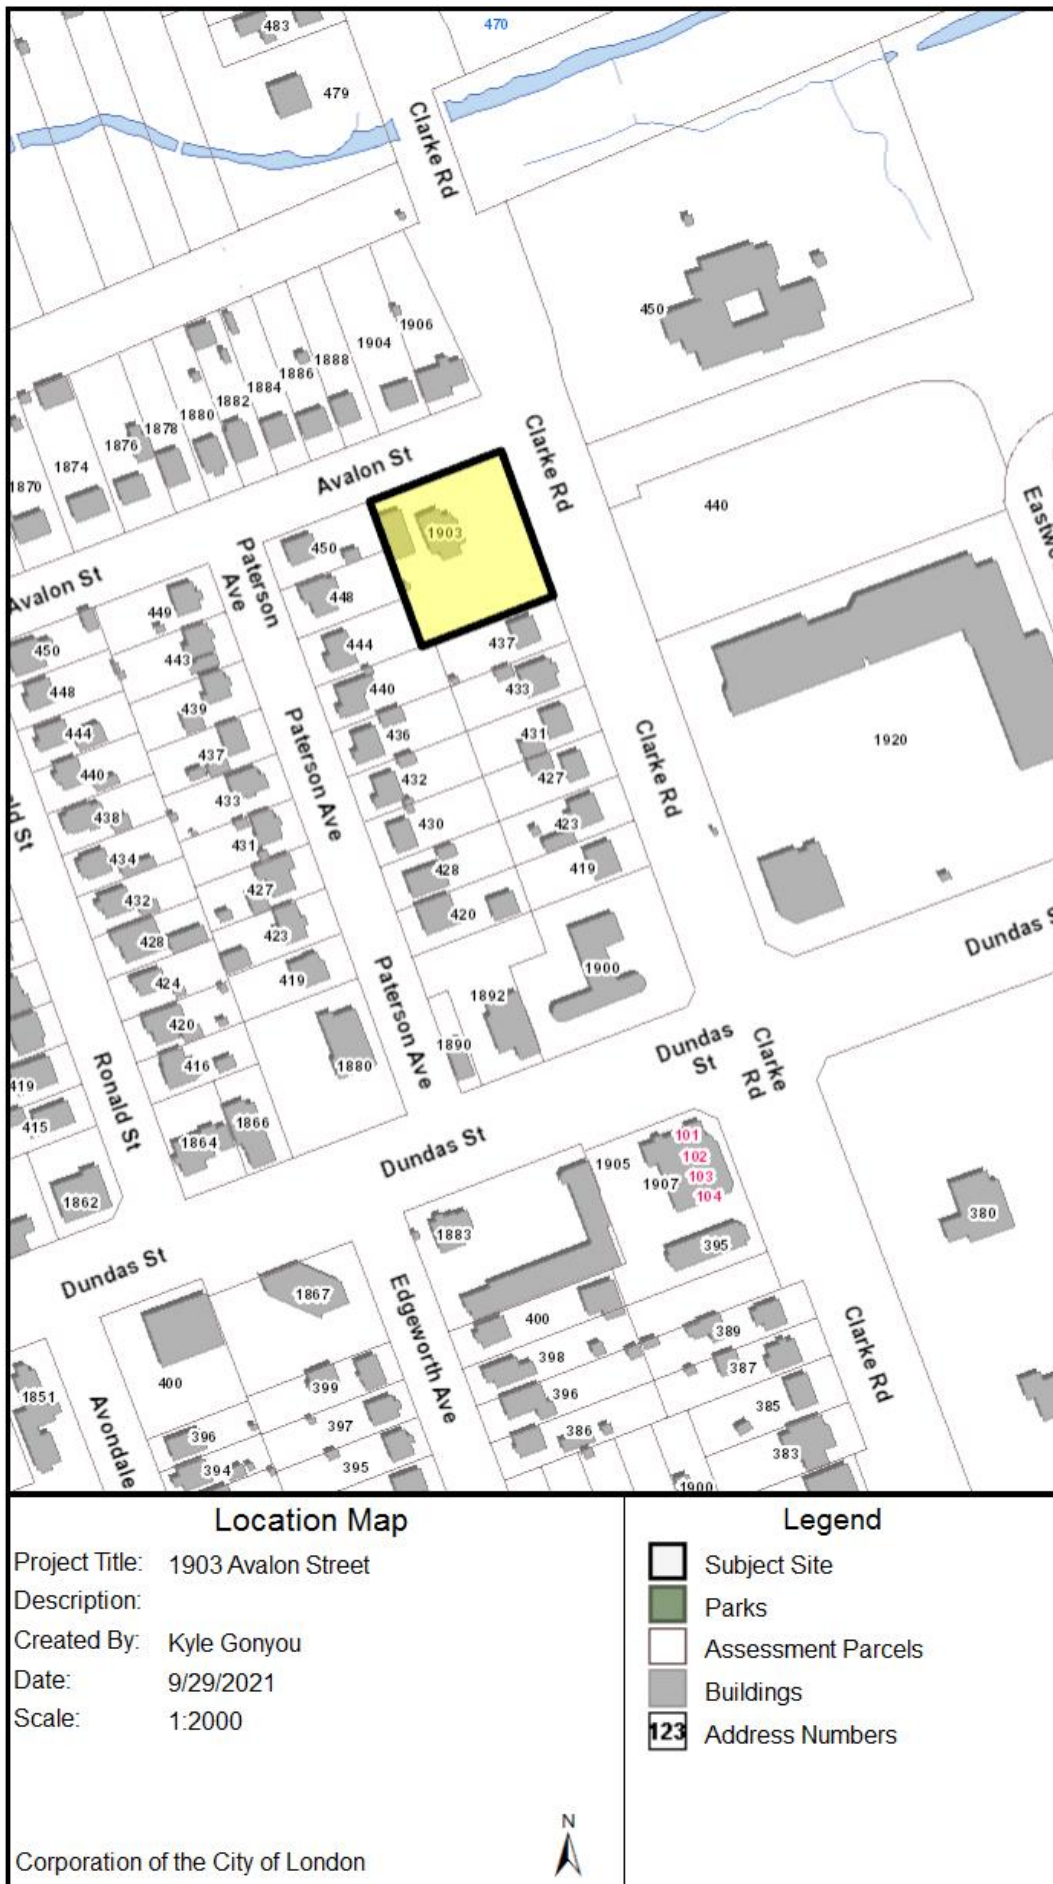 483
470
479
Clarke Rd
450
1906
1904
1888
1886
1884
1882
1880
1878
1876
1874
1870
Avalon St
Clarke Rd
440
1903
450
Paterson
Ave
Avalon St
448
449
444
437
443
450
448
440
433
439
444
436
431
437
440
432
427
433
438
430
423
431
434
428
419
427
432
420
423
428
Paterson Ave
Clarke Rd
1920
Dundas S
1900
419
424
1892
Paterson Ave
420
1890
1880
416
Ronald St
419
415
1866
1864
1862
Dundas
St
Clarke
Rd
Dundas St
101
102
103
104
1905
1907
395
380
1883
Dundas St
1867
Edgeworth Ave
400
389
Clarke Rd
398
387
396
385
386
383
1900
400
399
397
395
396
394
1851
Avondale
Location Map
Project Title: 1903 Avalon Street
Description:
Created By: Kyle Gonyou
Date: 9/29/2021
Scale: 1:2000
N
Corporation of the City of London
Legend
Subject Site
Parks
Assessment Parcels
Buildings
123 Address Numbers